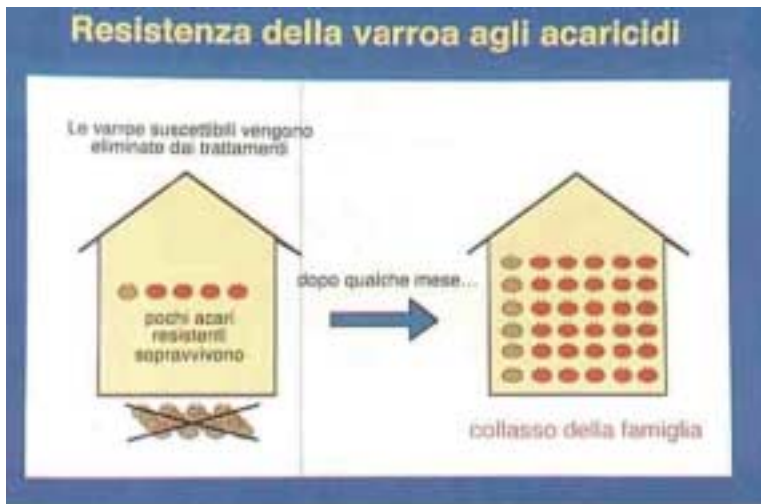 Resistenza della varroa agli acaricidi
Le varroe suscettibili vengono
eliminate dai trattamenti
pochi acari
resistenti
sopravvivono
dopo qualche mese...
collasso della famiglia